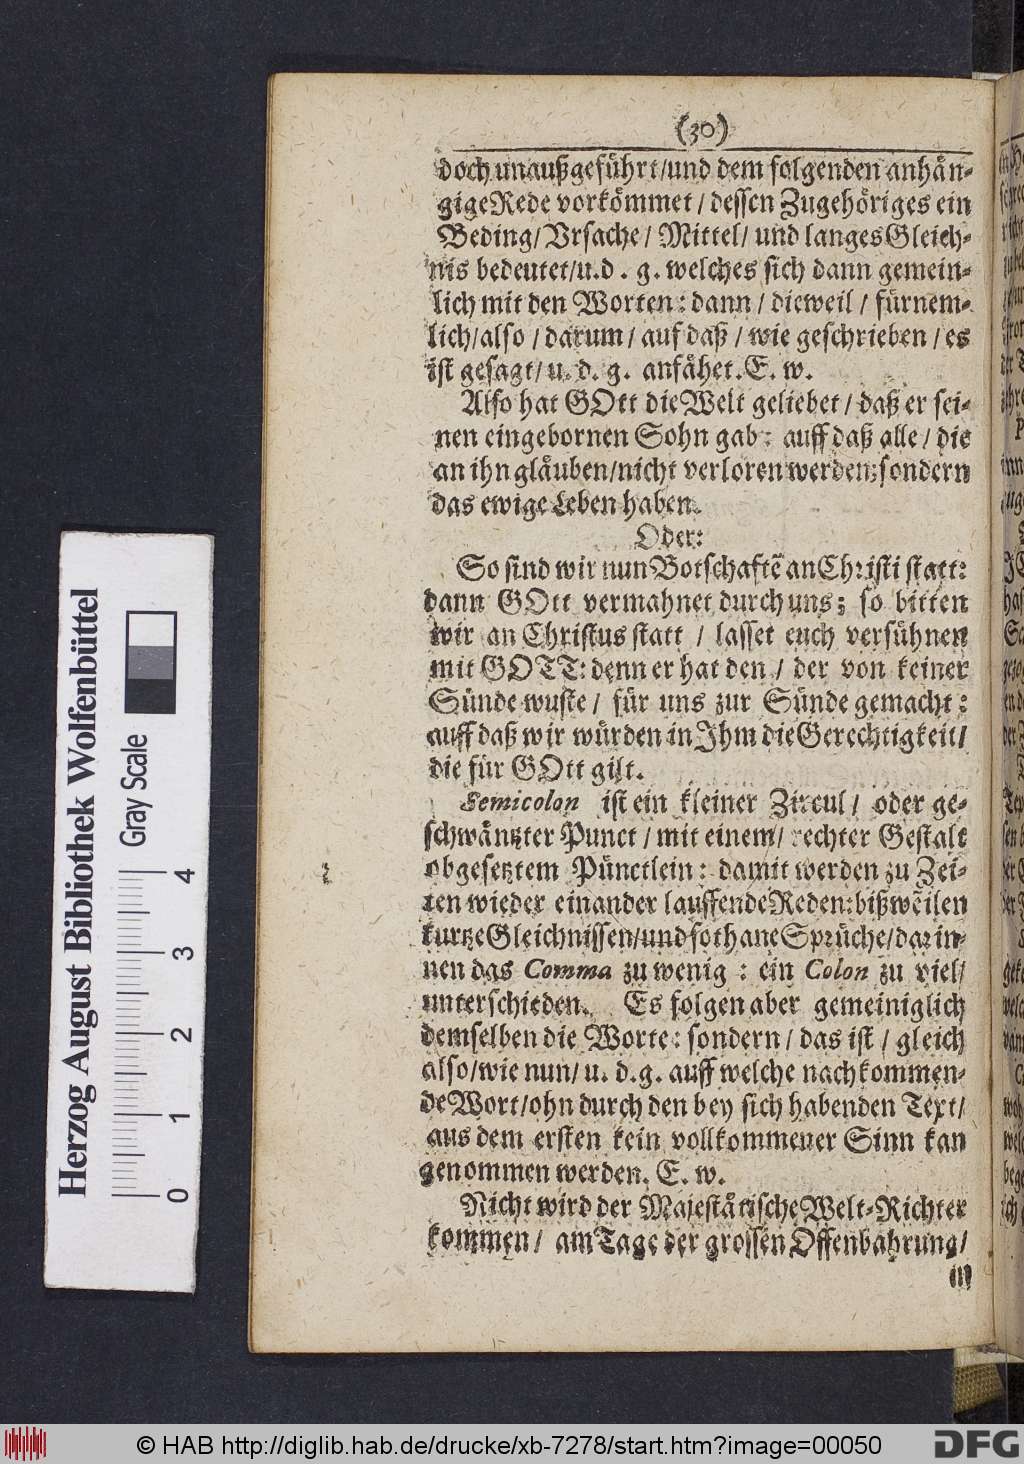 (30)
doch unaußgeführt/und dem folgenden anhän-
gige Rede vorkömmet / dessen Zugehöriges ein
Beding/ Vrsache/ Mittel/ und langes Gleich-
nis bedeutet/u.d. g. welches sich dann gemein-
lich mit den Worten: dann / dieweil / fürnem-
lich/also / darum / auf daß / wie geschrieben / es
ist gesagt/ u. d. g. anfähet. E. w.
Also hat GOtt die Welt geliebet / daß er sei-
nen eingebornen Sohn gab: auff daß alle / die
an ihn gläuben/nicht verloren werden; sondern
das ewige Leben haben.
Oder:
So sind wir nun Botschaftẽ an Christi statt:
dann GOtt vermahnet durch uns; so bitten
wir an Christus statt / lasset euch versühnen
mit GOTT: denn er hat den / der von keiner
Sünde wuste / für uns zur Sünde gemacht:
auff daß wir würden in Ihm die Gerechtigkeit/
die für GOtt gilt.
Semicolon ist ein kleiner Zircul / oder ge-
schwäntzter Punct / mit einem/ rechter Gestalt
obgesetztem Pünctlein: damit werden zu Zei-
ten wieder einander lauffende Reden: bißweilen
kurtze Gleichnissen/und sothane Sprüche/darin-
nen das Comma zu wenig : ein Colon zu viel/
unterschieden. Es folgen aber gemeiniglich
demselben die Worte: sondern / das ist / gleich
also/wie nun/ u. d.g. auff welche nachkommen-
de Wort/ohn durch den bey sich habenden Text/
aus dem ersten kein vollkommener Sinn kan
genommen werden. E. w.
Nicht wird der Majestätische Welt-Richter
kommen / am Tage der grossen Offenbahrung/
in
Herzog August Bibliothek Wolfenbüttel
Gray Scale
0 1 2 3 4
© HAB http://diglib.hab.de/drucke/xb-7278/start.htm?image=00050
DFG